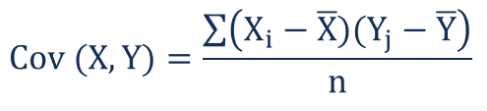 Cov (X, Y) = ∑(Xᵢ − X̅)(Yⱼ − Y̅)
n